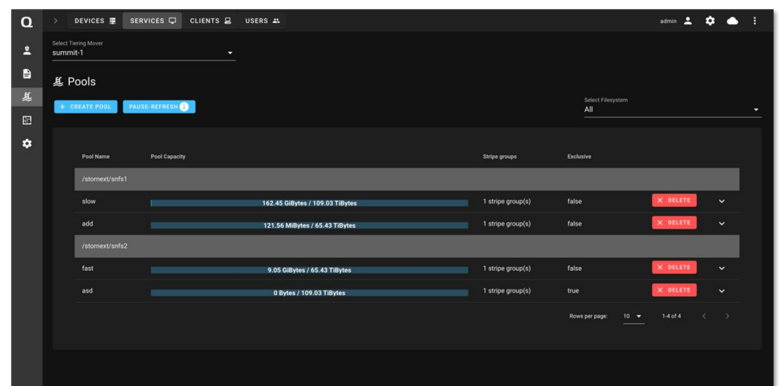 Q
DEVICES SERVICES CLIENTS USERS admin
Select Tiering Mover
summit-1
Pools
+ CREATE POOL PAUSE-REFRESH
Select Filesystem
All
Pool Name Pool Capacity Stripe groups Exclusive
/stornext/snfs1
slow 162.45 GiBytes / 109.03 TiBytes 1 stripe group(s) false × DELETE
add 121.56 MiBytes / 65.43 TiBytes 1 stripe group(s) false × DELETE
/stornext/snfs2
fast 9.05 GiBytes / 65.43 TiBytes 1 stripe group(s) false × DELETE
asd 0 Bytes / 109.03 TiBytes 1 stripe group(s) true × DELETE
Rows per page: 10 1-4 of 4